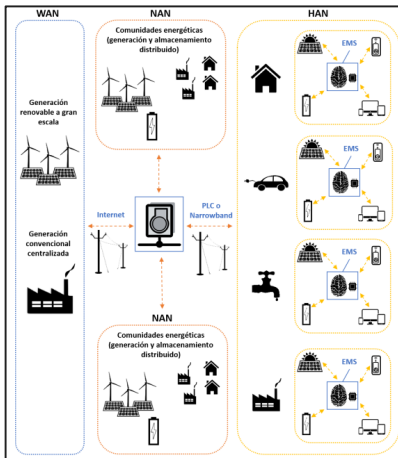 WAN
NAN
HAN
Comunidades energéticas
(generación y almacenamiento
distribuido)
EMS
Generación
renovable a gran
escala
EMS
Internet
PLC o
Narrowband
Generación
convencional
centralizada
EMS
NAN
Comunidades energéticas
(generación y almacenamiento
distribuido)
EMS